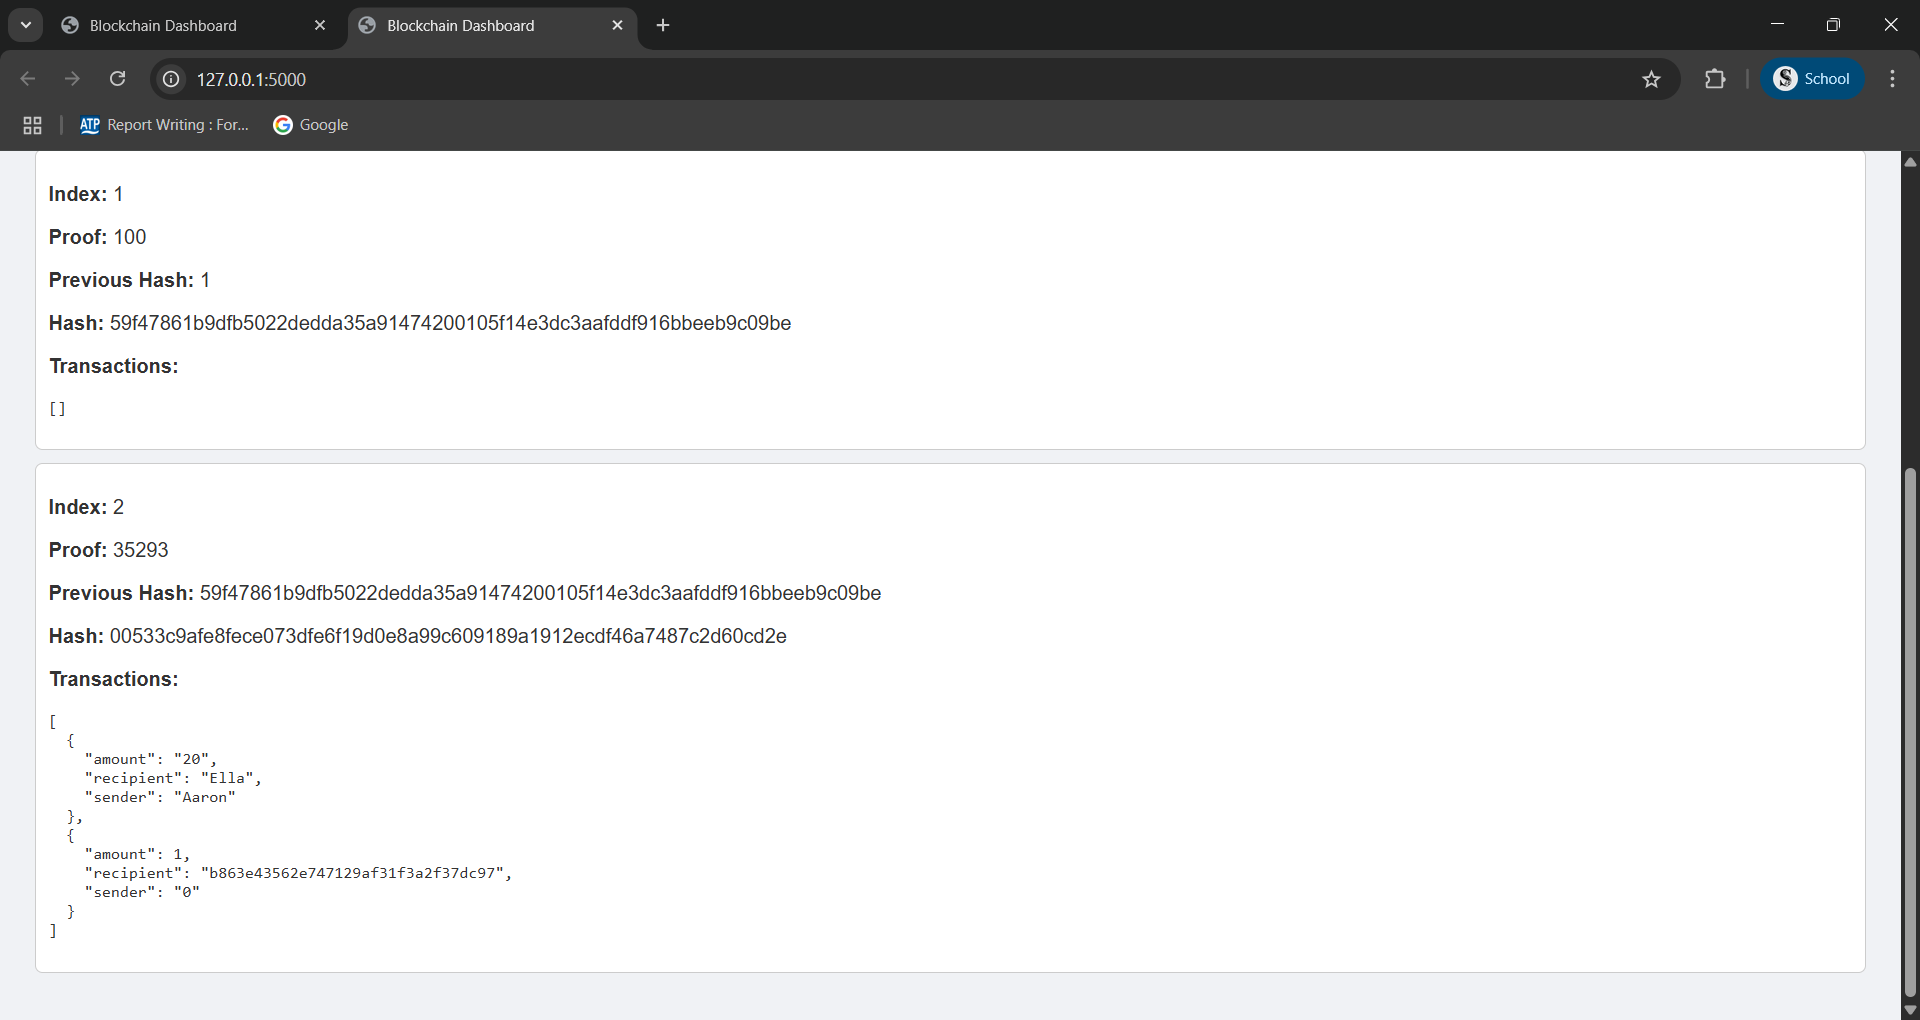 Blockchain Dashboard
Blockchain Dashboard
127.0.0.1:5000
School
ATP Report Writing : For...
Google
Index: 1
Proof: 100
Previous Hash: 1
Hash: 59f47861b9dfb5022dedda35a91474200105f14e3dc3aafddf916bbeeb9c09be
Transactions:
[]
Index: 2
Proof: 35293
Previous Hash: 59f47861b9dfb5022dedda35a91474200105f14e3dc3aafddf916bbeeb9c09be
Hash: 00533c9afe8fece073dfe6f19d0e8a99c609189a1912ecdf46a7487c2d60cd2e
Transactions:
[
  {
    "amount": "20",
    "recipient": "Ella",
    "sender": "Aaron"
  },
  {
    "amount": 1,
    "recipient": "b863e43562e747129af31f3a2f37dc97",
    "sender": "0"
  }
]